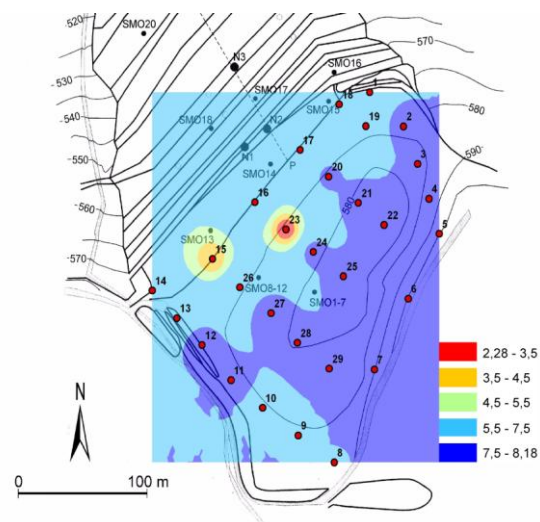 520
SMO20
N3
SMO16
570
-530
SMO17
SMO15
1
18
580
-540
SMO18
N2
19
2
590-
-550
N1
17
3
SMO14
P
20
4
16
21
580
-560
22
5
SMO13
23
24
15
-570
25
14
26
SMO8-12
SMO1-7
6
13
27
12
28
11
29
7
10
9
8
2,28 - 3,5
3,5 - 4,5
4,5 - 5,5
5,5 - 7,5
7,5 - 8,18
N
0 100 m